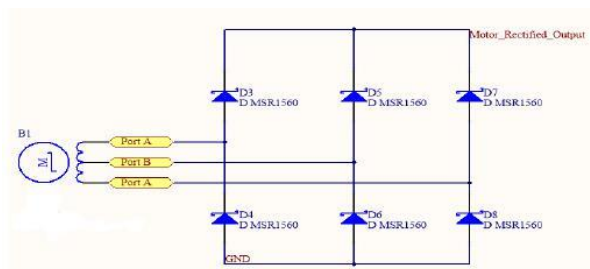 Motor_Rectified_Output
D3
D MSR1560
D5
D MSR1560
D7
D MSR1560
B1
M
Port A
Port B
Port A
D4
D MSR1560
D6
D MSR1560
D8
D MSR1560
GND